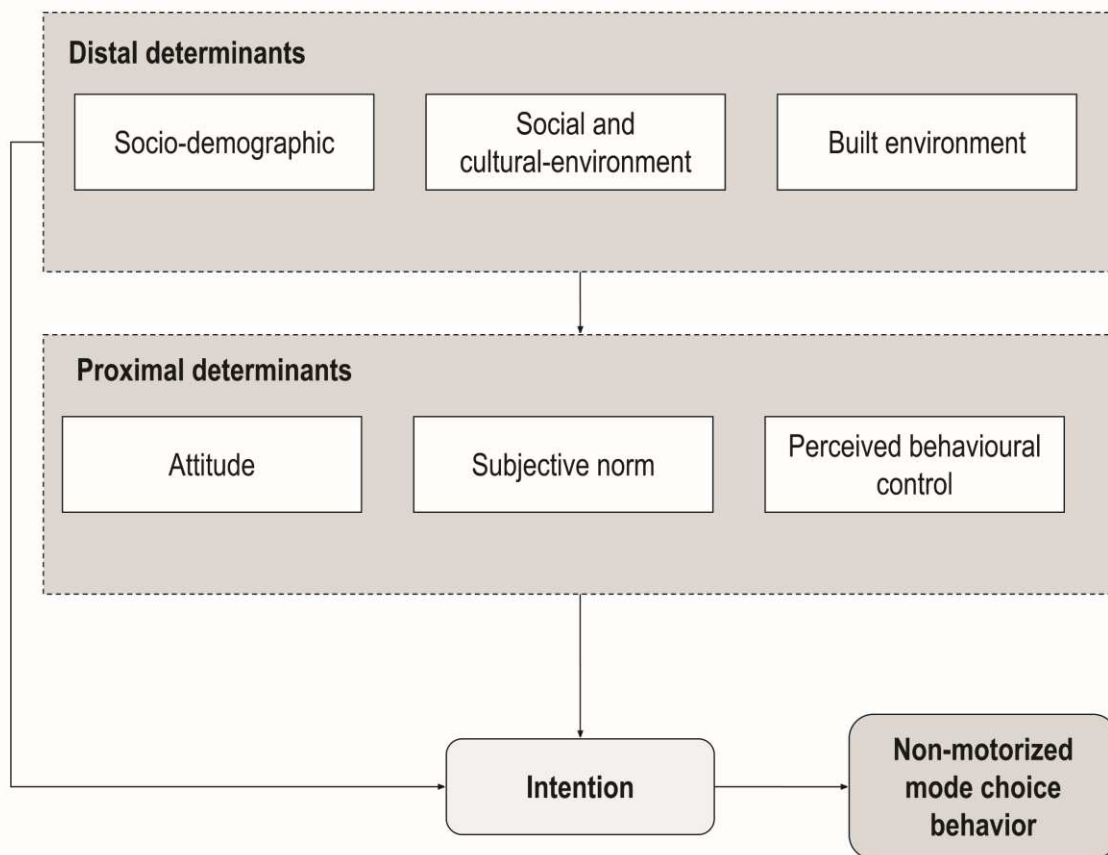 Distal determinants
Socio-demographic
Social and
cultural-environment
Built environment
Proximal determinants
Attitude
Subjective norm
Perceived behavioural
control
Intention
Non-motorized
mode choice
behavior